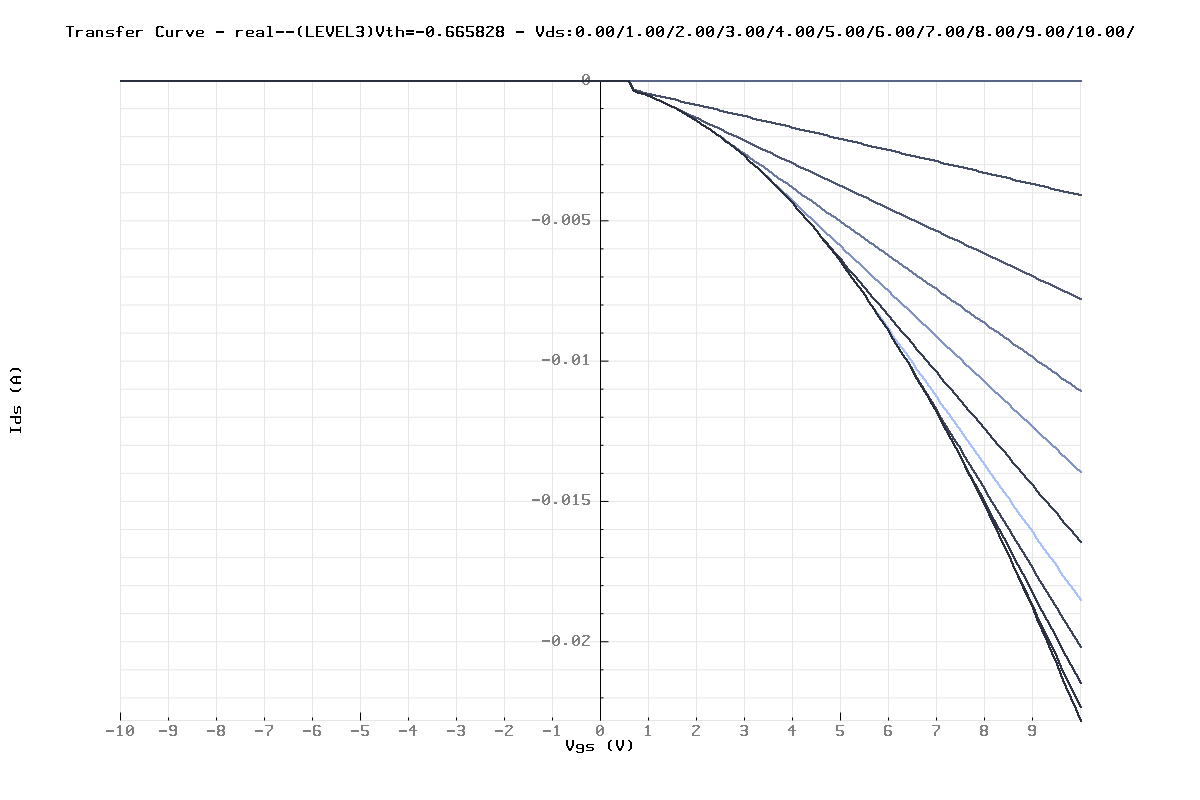 Transfer Curve - real--(LEVEL3)Vth=-0.665828 - Vds:0.00/1.00/2.00/3.00/4.00/5.00/6.00/7.00/8.00/9.00/10.00/
0
-0.005
-0.01
-0.015
-0.02
Ids (A)
-10 -9 -8 -7 -6 -5 -4 -3 -2 -1 0 1 2 3 4 5 6 7 8 9
Vgs (V)